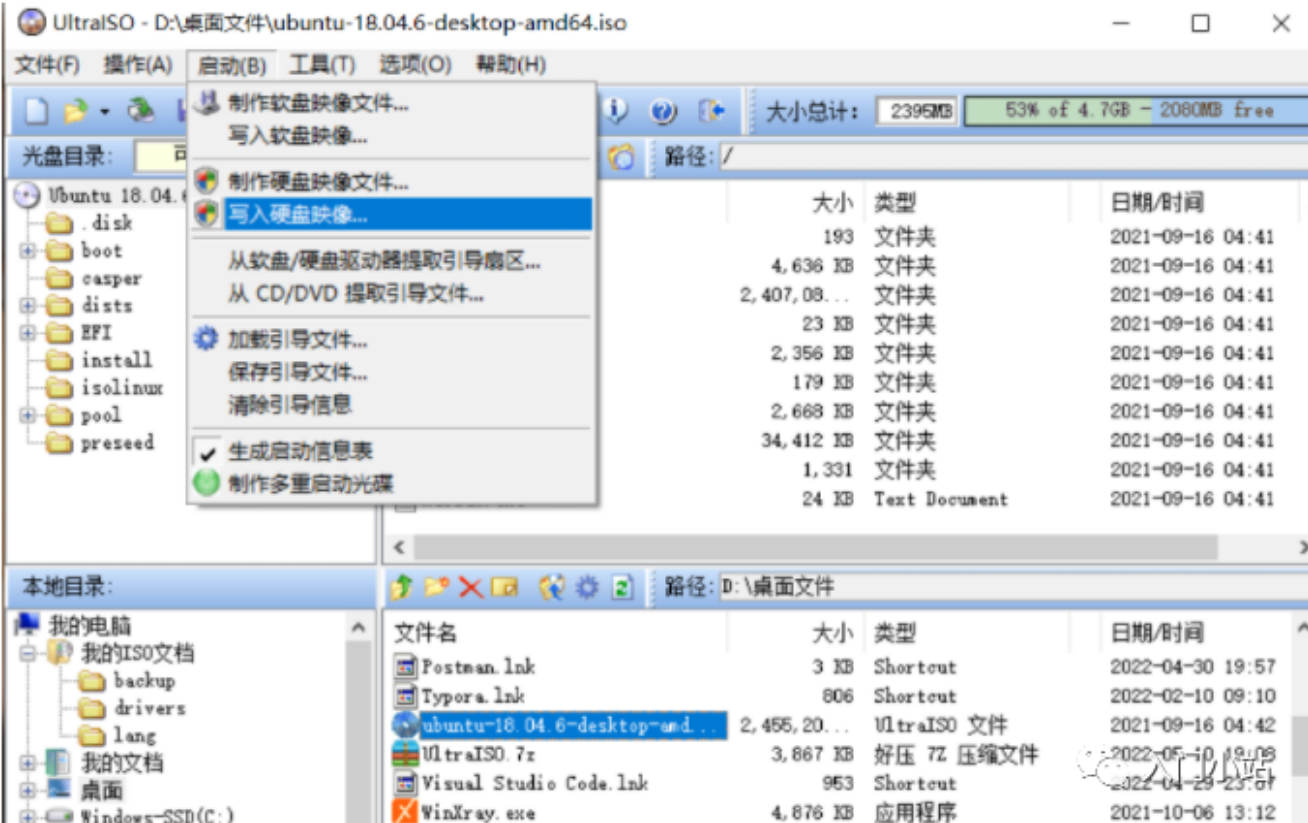 UltraISO - D:\桌面文件\ubuntu-18.04.6-desktop-amd64.iso
文件(F) 操作(A) 启动(B) 工具(T) 选项(O) 帮助(H)
制作软盘映像文件...
写入软盘映像...
制作硬盘映像文件...
写入硬盘映像...
从软盘/硬盘驱动器提取引导扇区...
从 CD/DVD 提取引导文件...
加载引导文件...
保存引导文件...
清除引导信息
生成启动信息表
制作多重启动光碟
大小总计: 2395MB 53% of 4.7GB - 2080MB free
光盘目录: 可 路径: /
Ubuntu 18.04.
.disk
boot
casper
dists
EFI
install
isolinux
pool
preseed
大小 类型 日期/时间
193 文件夹 2021-09-16 04:41
4,636 KB 文件夹 2021-09-16 04:41
2,407,08... 文件夹 2021-09-16 04:41
23 KB 文件夹 2021-09-16 04:41
2,356 KB 文件夹 2021-09-16 04:41
179 KB 文件夹 2021-09-16 04:41
2,668 KB 文件夹 2021-09-16 04:41
34,412 KB 文件夹 2021-09-16 04:41
1,331 文件夹 2021-09-16 04:41
24 KB Text Document 2021-09-16 04:41
本地目录: 路径: D:\桌面文件
我的电脑
我的ISO文档
backup
drivers
lang
我的文档
桌面
Windows-SSD(C:)
文件名 大小 类型 日期/时间
Postman.lnk 3 KB Shortcut 2022-04-30 19:57
Typora.lnk 806 Shortcut 2022-02-10 09:10
ubuntu-18.04.6-desktop-amd... 2,455,20... UltraISO 文件 2021-09-16 04:42
UltraISO.7z 3,867 KB 好压 7Z 压缩文件 2022-05-10 19:08
Visual Studio Code.lnk 953 Shortcut 2022-04-29 23:07
WinXray.exe 4,876 KB 应用程序 2021-10-06 13:12
入门小站